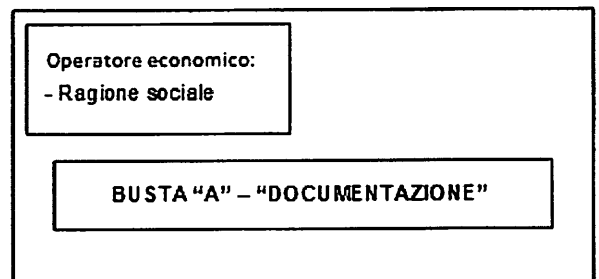 Operatore economico:
- Ragione sociale
BUSTA "A" – "DOCUMENTAZIONE"